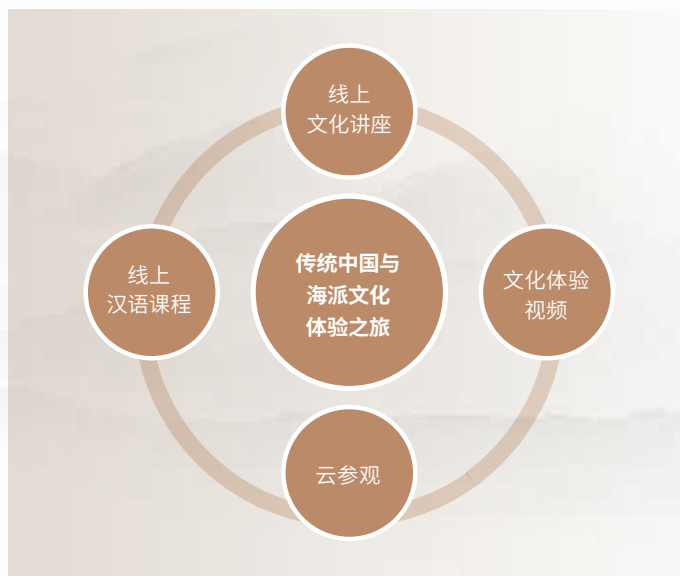 线上
文化讲座
线上
汉语课程
传统中国与
海派文化
体验之旅
文化体验
视频
云参观